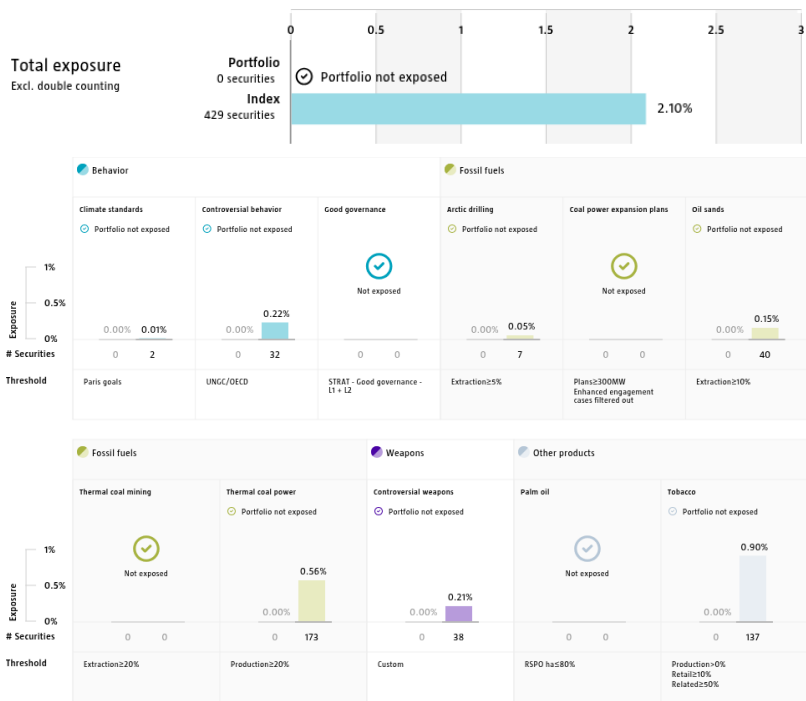 0 0.5 1 1.5 2 2.5 3
Total exposure
Excl. double counting
Portfolio
0 securities
Portfolio not exposed
Index
429 securities
2.10%
Behavior
Fossil fuels
Climate standards
Controversial behavior
Good governance
Arctic drilling
Coal power expansion plans
Oil sands
Portfolio not exposed
Portfolio not exposed
Portfolio not exposed
Portfolio not exposed
Not exposed
Not exposed
Exposure
1%
0.5%
0%
0.00% 0.01%
0.00% 0.22%
0.00% 0.05%
0.00% 0.15%
# Securities
0 2
0 32
0 0
0 7
0 0
0 40
Threshold
Paris goals
UNGC/OECD
STRAT - Good governance -
L1 + L2
Extraction≥5%
Plans≥300MW
Enhanced engagement
cases filtered out
Extraction≥10%
Fossil fuels
Weapons
Other products
Thermal coal mining
Thermal coal power
Controversial weapons
Palm oil
Tobacco
Portfolio not exposed
Portfolio not exposed
Portfolio not exposed
Not exposed
Not exposed
Exposure
1%
0.5%
0%
0.00% 0.56%
0.00% 0.21%
0.00% 0.90%
# Securities
0 0
0 173
0 38
0 0
0 137
Threshold
Extraction≥20%
Production≥20%
Custom
RSPO ha≤80%
Production>0%
Retail≥10%
Related≥50%